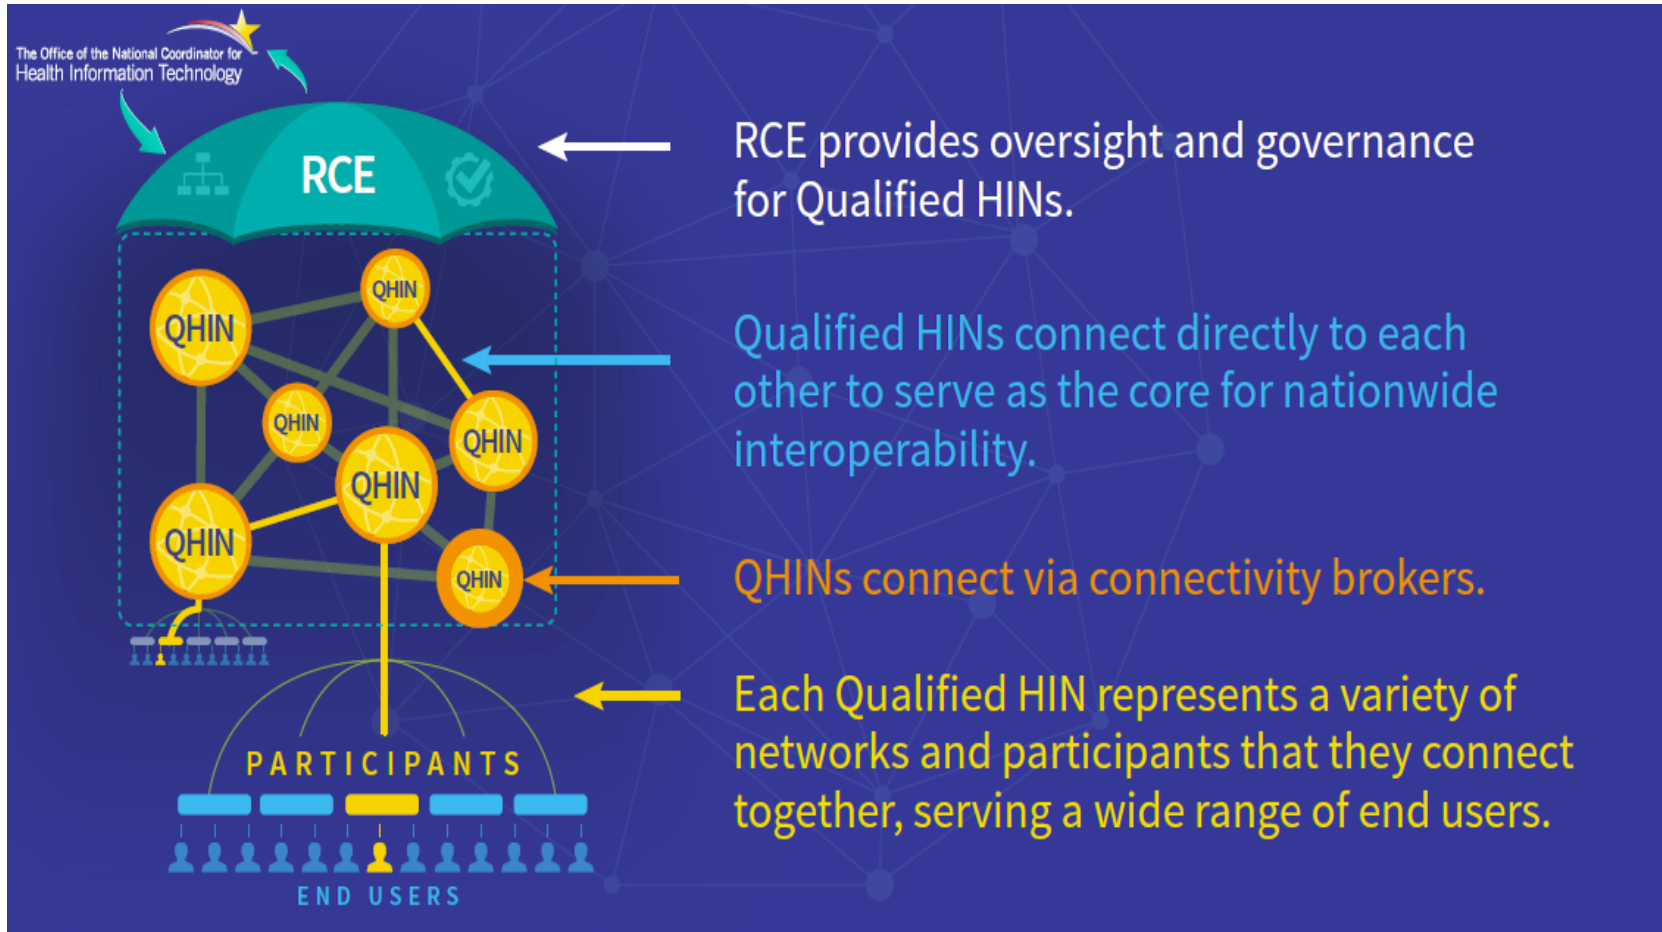 The Office of the National Coordinator for
Health Information Technology
RCE
QHIN
QHIN
QHIN
QHIN
QHIN
QHIN
QHIN
PARTICIPANTS
END USERS
RCE provides oversight and governance
for Qualified HINs.
Qualified HINs connect directly to each
other to serve as the core for nationwide
interoperability.
QHINs connect via connectivity brokers.
Each Qualified HIN represents a variety of
networks and participants that they connect
together, serving a wide range of end users.